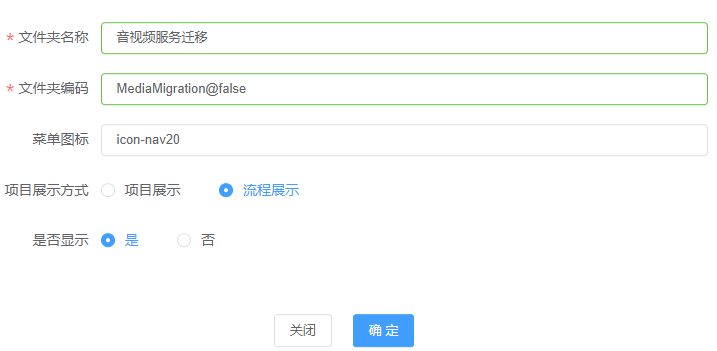 * 文件夹名称 音视频服务迁移
* 文件夹编码 MediaMigration@false
菜单图标 icon-nav20
项目展示方式 项目展示 流程展示
是否显示 是 否
关闭 确 定